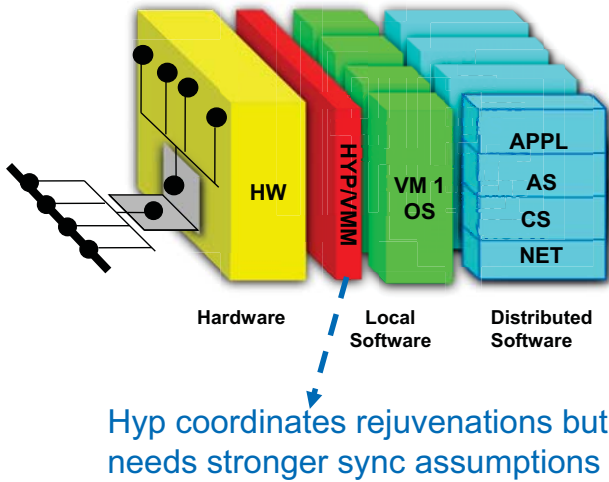 APPL
AS
CS
NET
HW
HYP/VMM
VM 1
OS
Hardware
Local
Software
Distributed
Software
Hyp coordinates rejuvenations but
needs stronger sync assumptions